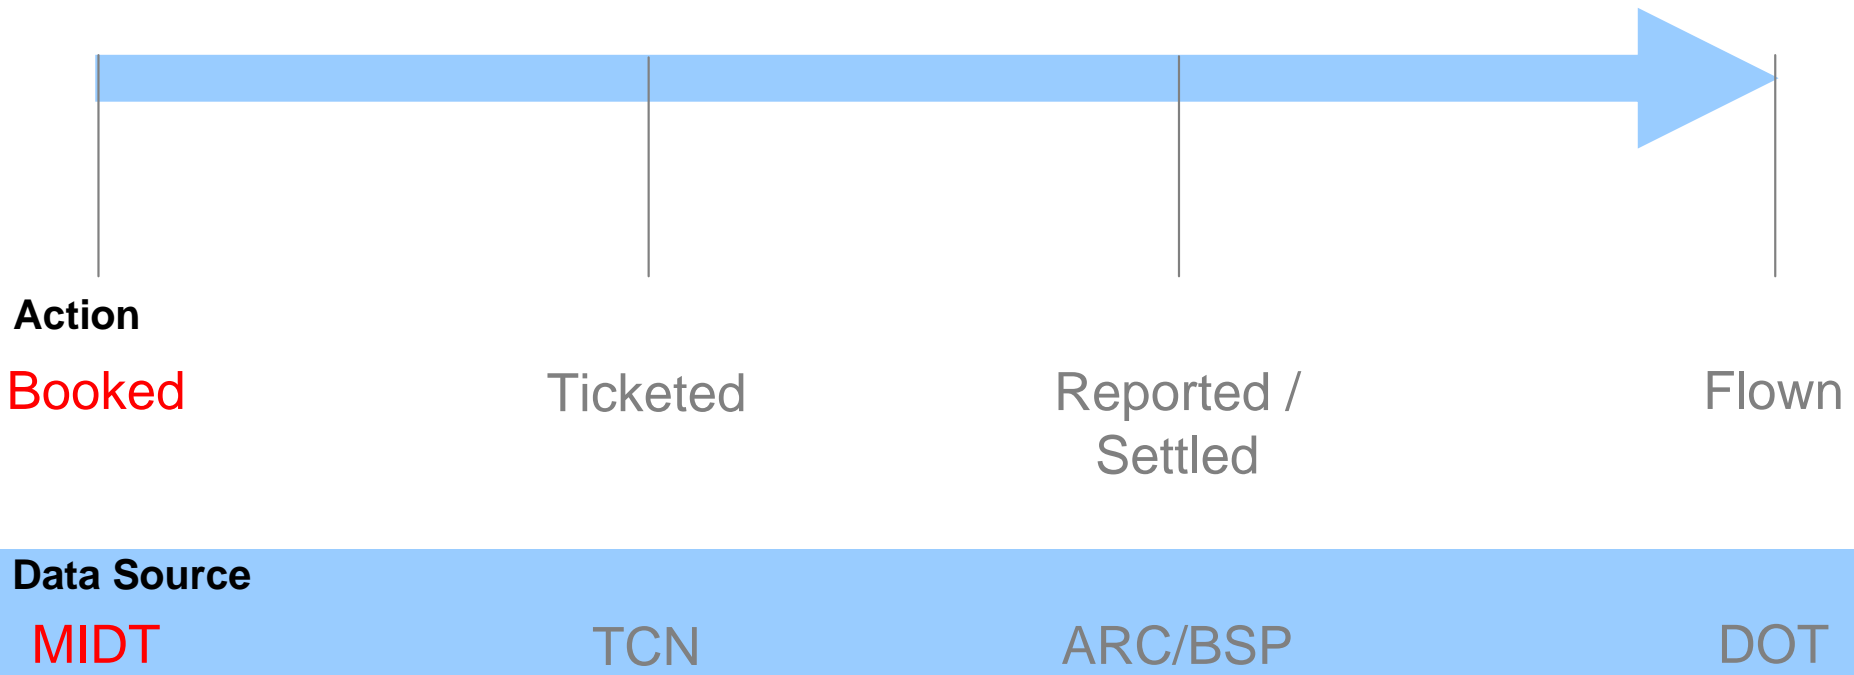 Action
Booked Ticketed Reported / Flown
Settled
Data Source
MIDT TCN ARC/BSP DOT